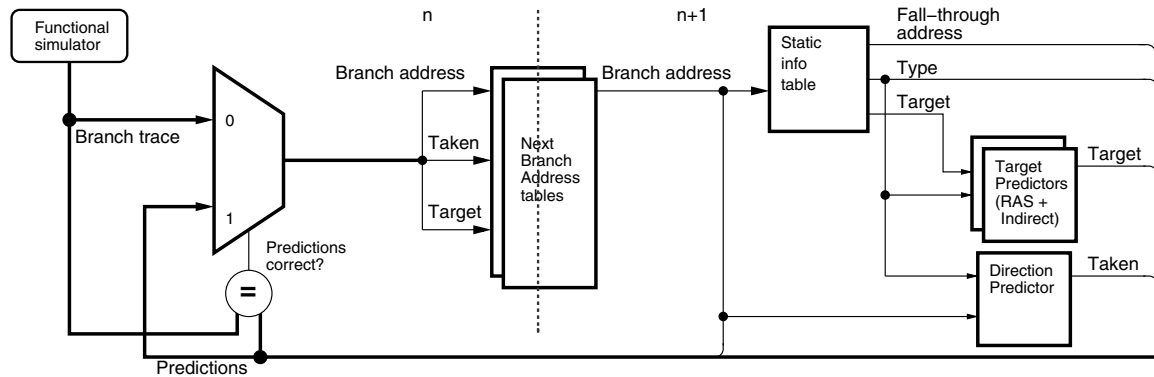 n
n+1
Functional
simulator
Fall–through
address
Static
info
table
Type
Target
Branch address
Branch address
0
Branch trace
Taken
Next
Branch
Address
tables
Target
Predictors
(RAS +
Indirect)
Target
1
Target
Predictions
correct?
=
Direction
Predictor
Taken
Predictions